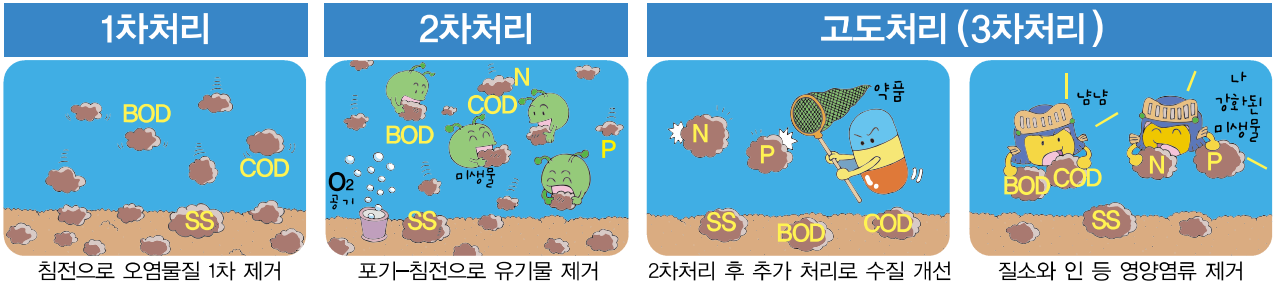 1차처리
2차처리
고도처리 ( 3차처리 )
BOD
COD
SS
N
COD
BOD
P
미생물
O2
공기
SS
약품
N
P
SS
BOD
COD
냠냠
나
강화된
미생물
BOD
COD
N
P
SS
침전으로 오염물질 1차 제거
포기–침전으로 유기물 제거
2차처리 후 추가 처리로 수질 개선
질소와 인 등 영양염류 제거